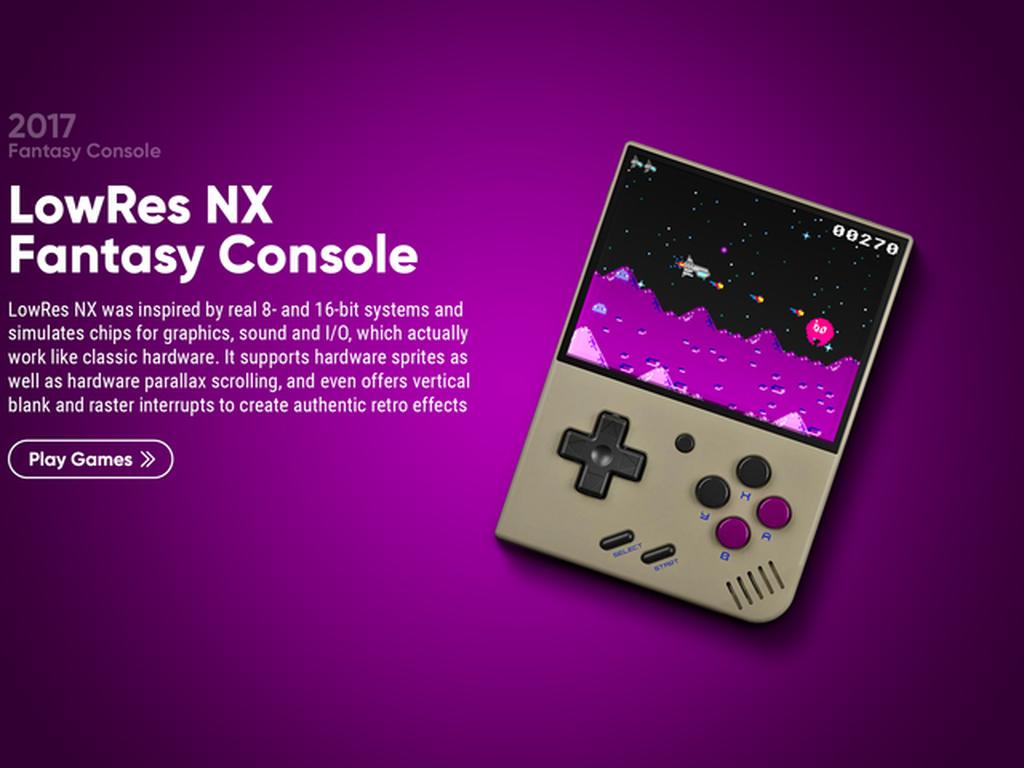 2017
Fantasy Console
LowRes NX
Fantasy Console
LowRes NX was inspired by real 8- and 16-bit systems and
simulates chips for graphics, sound and I/O, which actually
work like classic hardware. It supports hardware sprites as
well as hardware parallax scrolling, and even offers vertical
blank and raster interrupts to create authentic retro effects
Play Games
00270
X
Y
A
B
SELECT
START